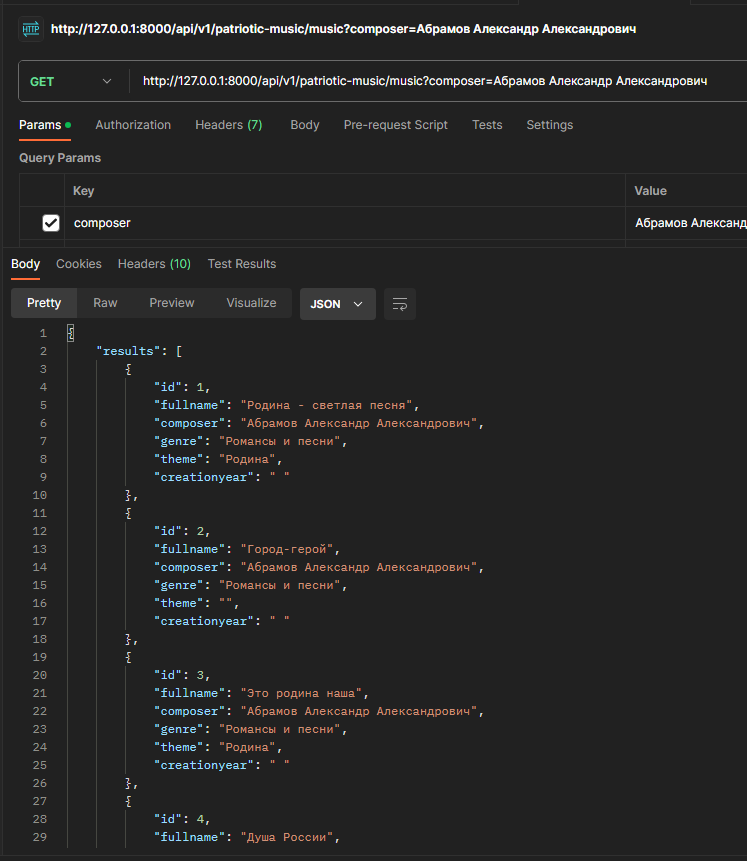 HTTP http://127.0.0.1:8000/api/v1/patriotic-music/music?composer=Абрамов Александр Александрович
GET http://127.0.0.1:8000/api/v1/patriotic-music/music?composer=Абрамов Александр Александрович
Params Authorization Headers (7) Body Pre-request Script Tests Settings
Query Params
Key Value
composer Абрамов Александ
Body Cookies Headers (10) Test Results
Pretty Raw Preview Visualize JSON
1 {
2 "results": [
3 {
4 "id": 1,
5 "fullname": "Родина - светлая песня",
6 "composer": "Абрамов Александр Александрович",
7 "genre": "Романсы и песни",
8 "theme": "Родина",
9 "creationyear": " "
10 },
11 {
12 "id": 2,
13 "fullname": "Город-герой",
14 "composer": "Абрамов Александр Александрович",
15 "genre": "Романсы и песни",
16 "theme": "",
17 "creationyear": " "
18 },
19 {
20 "id": 3,
21 "fullname": "Это родина наша",
22 "composer": "Абрамов Александр Александрович",
23 "genre": "Романсы и песни",
24 "theme": "Родина",
25 "creationyear": " "
26 },
27 {
28 "id": 4,
29 "fullname": "Душа России",